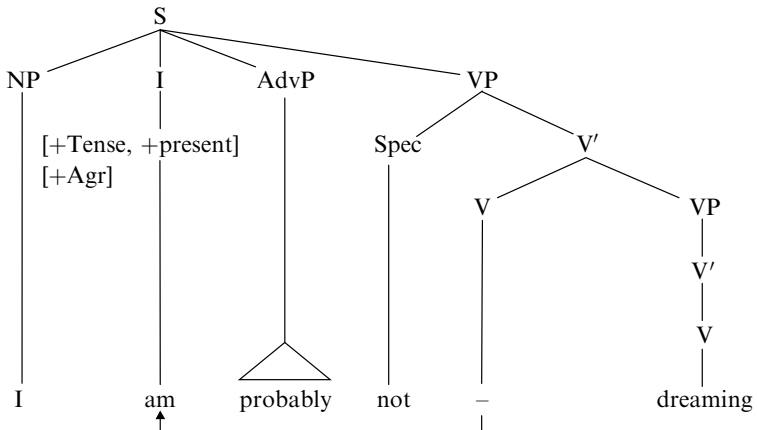 S
NP I AdvP VP
[+Tense, +present] Spec V′
[+Agr]
V VP
V′
V
I am probably not – dreaming